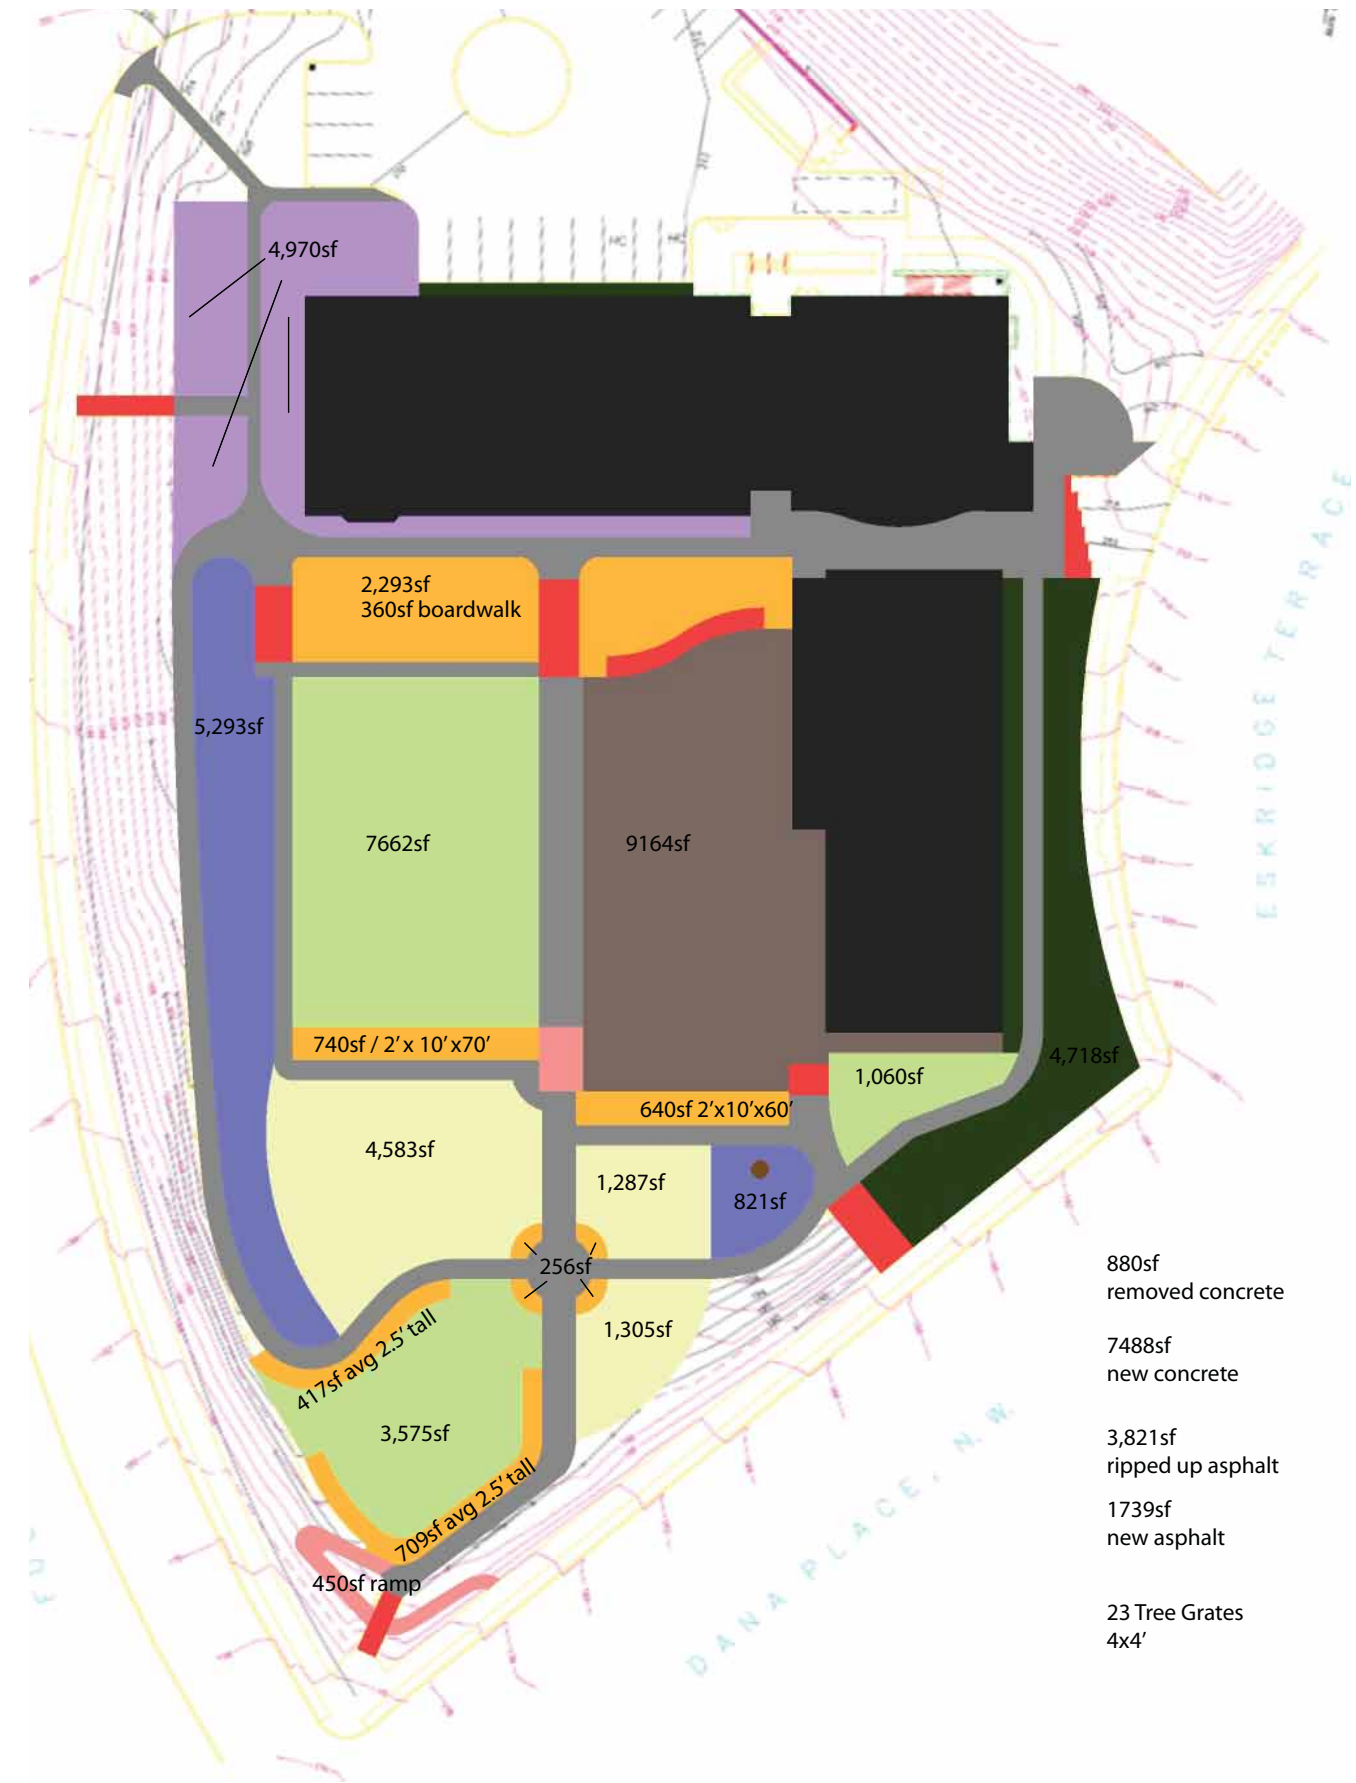 4,970sf
HC
HC
2,293sf
360sf boardwalk
5,293sf
7662sf
9164sf
740sf / 2’ x 10’ x70’
4,718sf
1,060sf
640sf 2’x10’x60’
4,583sf
1,287sf
821sf
256sf
1,305sf
417sf avg 2.5’ tall
3,575sf
709sf avg 2.5’ tall
450sf ramp
ESKRIDGE TERRACE
DANA PLACE, N.W.
880sf
removed concrete
7488sf
new concrete
3,821sf
ripped up asphalt
1739sf
new asphalt
23 Tree Grates
4x4’